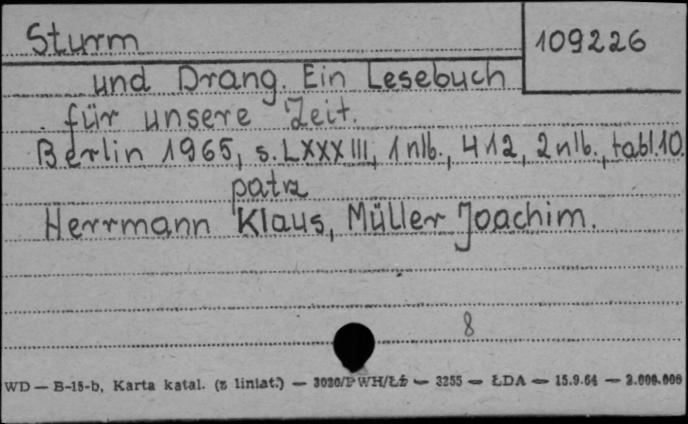 Sturm
109226
und Drang. Ein Lesebuch
für unsere Zeit.
Berlin 1965, s. LXXXIII, 1 nlb., 412, 2 nlb., tabl. 10.
patrz
Herrmann Klaus, Müller Joachim.
8
WD — B-15-b, Karta katal. (z liniat.) — 3020/PWH/Łż — 3255 — ŁDA — 15.9.64 — 2.000.000